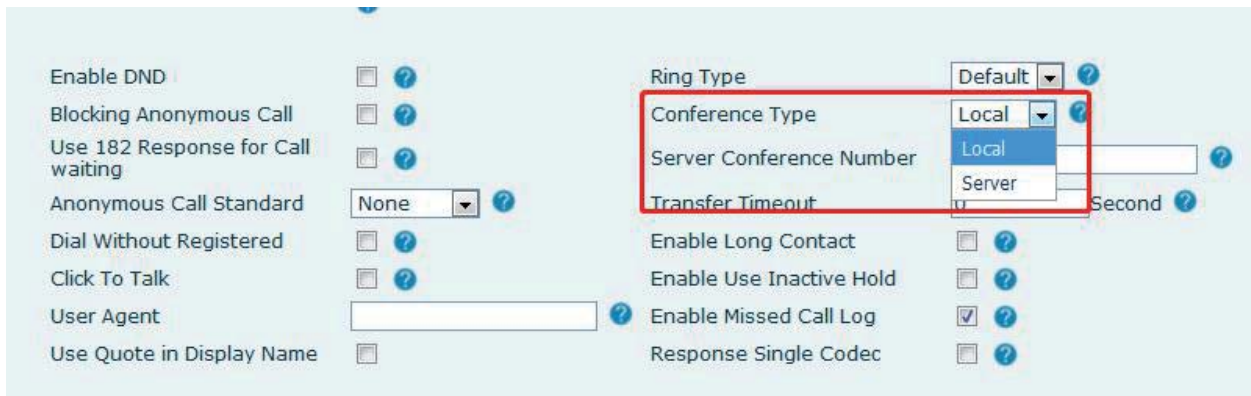 Enable DND
Blocking Anonymous Call
Use 182 Response for Call
waiting
Anonymous Call Standard None
Dial Without Registered
Click To Talk
User Agent
Use Quote in Display Name
Ring Type Default
Conference Type Local
Local
Server Conference Number
Server
Transfer Timeout 0 Second
Enable Long Contact
Enable Use Inactive Hold
Enable Missed Call Log
Response Single Codec